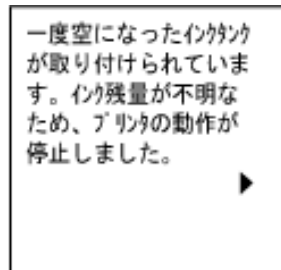 一度空になったｲﾝｸﾀﾝｸ
が取り付けられていま
す。ｲﾝｸ残量が不明な
ため、ﾌﾟﾘﾝﾀの動作が
停止しました。